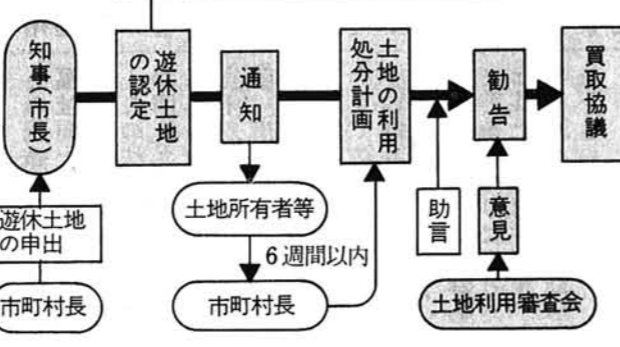 知事(市長)
遊休土地
の認定
通知
土地の利用
処分計画
勧告
買取協議
土地所有者等
助言
意見
遊休土地
の申出
6週間以内
市町村長
市町村長
土地利用審査会